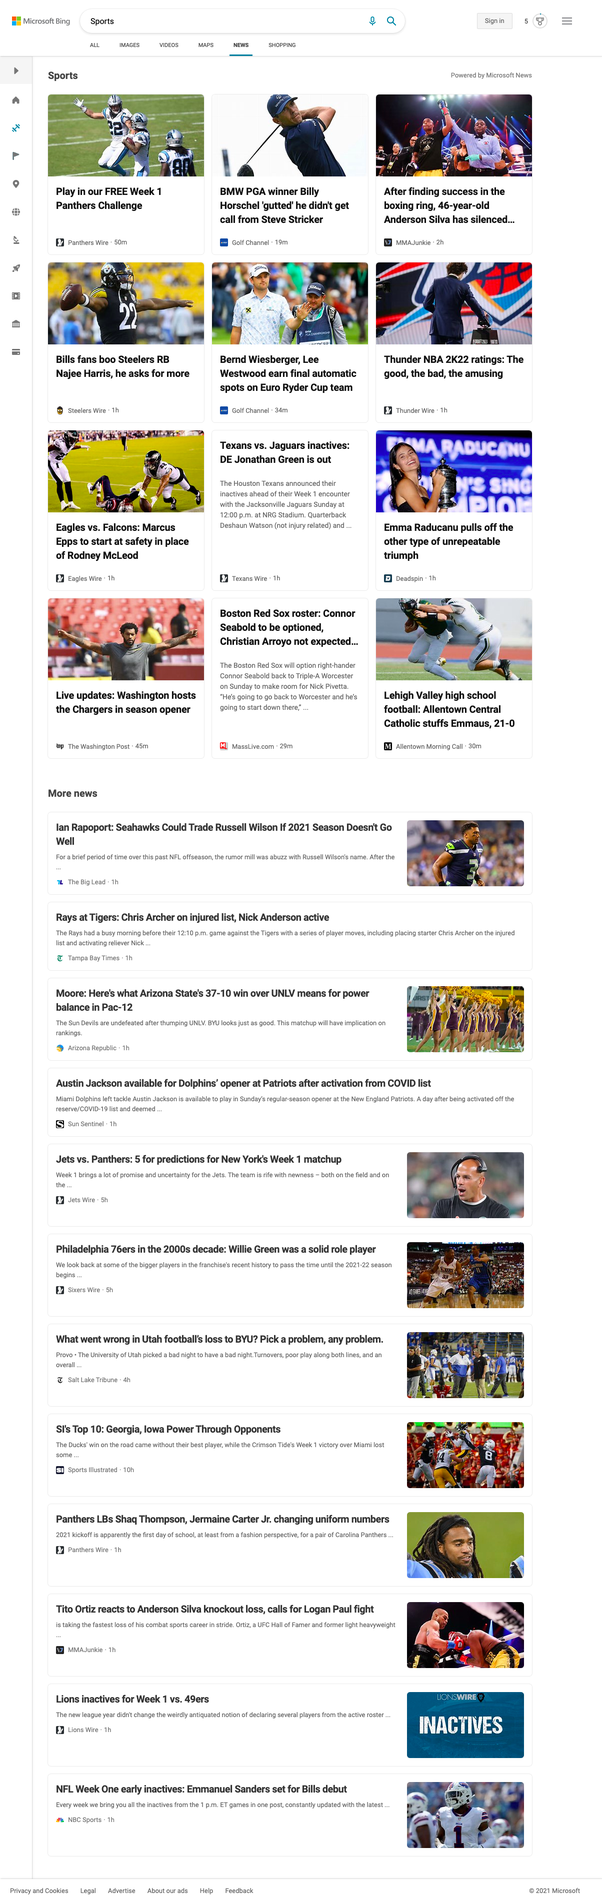 Microsoft Bing
Sports
Sign in
5
ALL
IMAGES
VIDEOS
MAPS
NEWS
SHOPPING
Sports
Powered by Microsoft News
Play in our FREE Week 1
Panthers Challenge
Panthers Wire · 50m
BMW PGA winner Billy
Horschel 'gutted' he didn't get
call from Steve Stricker
Golf Channel · 19m
After finding success in the
boxing ring, 46-year-old
Anderson Silva has silenced...
MMAJunkie · 2h
22
Bills fans boo Steelers RB
Najee Harris, he asks for more
Steelers Wire · 1h
Bernd Wiesberger, Lee
Westwood earn final automatic
spots on Euro Ryder Cup team
Golf Channel · 34m
Thunder NBA 2K22 ratings: The
good, the bad, the amusing
Thunder Wire · 1h
Eagles vs. Falcons: Marcus
Epps to start at safety in place
of Rodney McLeod
Eagles Wire · 1h
Texans vs. Jaguars inactives:
DE Jonathan Green is out
The Houston Texans announced their
inactives ahead of their Week 1 encounter
with the Jacksonville Jaguars Sunday at
12:00 p.m. at NRG Stadium. Quarterback
Deshaun Watson (not injury related) and ...
Texans Wire · 1h
Emma Raducanu pulls off the
other type of unrepeatable
triumph
Deadspin · 1h
Live updates: Washington hosts
the Chargers in season opener
The Washington Post · 45m
Boston Red Sox roster: Connor
Seabold to be optioned,
Christian Arroyo not expected...
The Boston Red Sox will option right-hander
Connor Seabold back to Triple-A Worcester
on Sunday to make room for Nick Pivetta.
"He's going to go back to Worcester and he's
going to start down there," ...
MassLive.com · 29m
Lehigh Valley high school
football: Allentown Central
Catholic stuffs Emmaus, 21-0
Allentown Morning Call · 30m
More news
Ian Rapoport: Seahawks Could Trade Russell Wilson If 2021 Season Doesn't Go
Well
For a brief period of time over this past NFL offseason, the rumor mill was abuzz with Russell Wilson's name. After the
...
The Big Lead · 1h
Rays at Tigers: Chris Archer on injured list, Nick Anderson active
The Rays had a busy morning before their 12:10 p.m. game against the Tigers with a series of player moves, including placing starter Chris Archer on the injured
list and activating reliever Nick ...
Tampa Bay Times · 1h
Moore: Here's what Arizona State's 37-10 win over UNLV means for power
balance in Pac-12
The Sun Devils are undefeated after thumping UNLV. BYU looks just as good. This matchup will have implication on
rankings.
Arizona Republic · 1h
Austin Jackson available for Dolphins' opener at Patriots after activation from COVID list
Miami Dolphins left tackle Austin Jackson is available to play in Sunday's regular-season opener at the New England Patriots. A day after being activated off the
reserve/COVID-19 list and deemed ...
Sun Sentinel · 1h
Jets vs. Panthers: 5 for predictions for New York's Week 1 matchup
Week 1 brings a lot of promise and uncertainty for the Jets. The team is rife with newness – both on the field and on
the ...
Jets Wire · 5h
Philadelphia 76ers in the 2000s decade: Willie Green was a solid role player
We look back at some of the bigger players in the franchise's recent history to pass the time until the 2021-22 season
begins ...
Sixers Wire · 5h
What went wrong in Utah football's loss to BYU? Pick a problem, any problem.
Provo • The University of Utah picked a bad night to have a bad night.Turnovers, poor play along both lines, and an
overall ...
Salt Lake Tribune · 4h
SI's Top 10: Georgia, Iowa Power Through Opponents
The Ducks' win on the road came without their best player, while the Crimson Tide's Week 1 victory over Miami lost
some ...
Sports Illustrated · 10h
Panthers LBs Shaq Thompson, Jermaine Carter Jr. changing uniform numbers
2021 kickoff is apparently the first day of school, at least from a fashion perspective, for a pair of Carolina Panthers ...
Panthers Wire · 1h
Tito Ortiz reacts to Anderson Silva knockout loss, calls for Logan Paul fight
is taking the fastest loss of his combat sports career in stride. Ortiz, a UFC Hall of Famer and former light heavyweight
...
MMAJunkie · 1h
Lions inactives for Week 1 vs. 49ers
The new league year didn't change the weirdly antiquated notion of declaring several players from the active roster ...
Lions Wire · 1h
LIONSWIRE
INACTIVES
NFL Week One early inactives: Emmanuel Sanders set for Bills debut
Every week we bring you all the inactives from the 1 p.m. ET games in one post, constantly updated with the latest ...
NBC Sports · 1h
1
Privacy and Cookies
Legal
Advertise
About our ads
Help
Feedback
© 2021 Microsoft